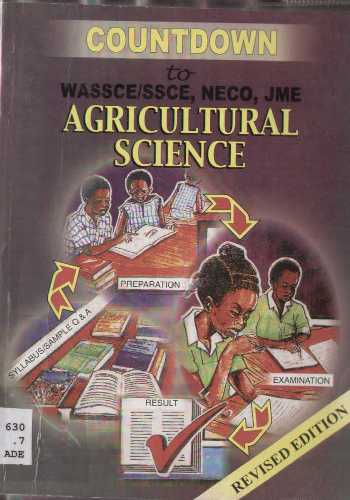 COUNTDOWN
to
WASSCE/SSCE, NECO, JME
AGRICULTURAL
SCIENCE
PREPARATION
SYLLABUS/SAMPLE Q & A
EXAMINATION
RESULT
630
.7
ADE
REVISED EDITION